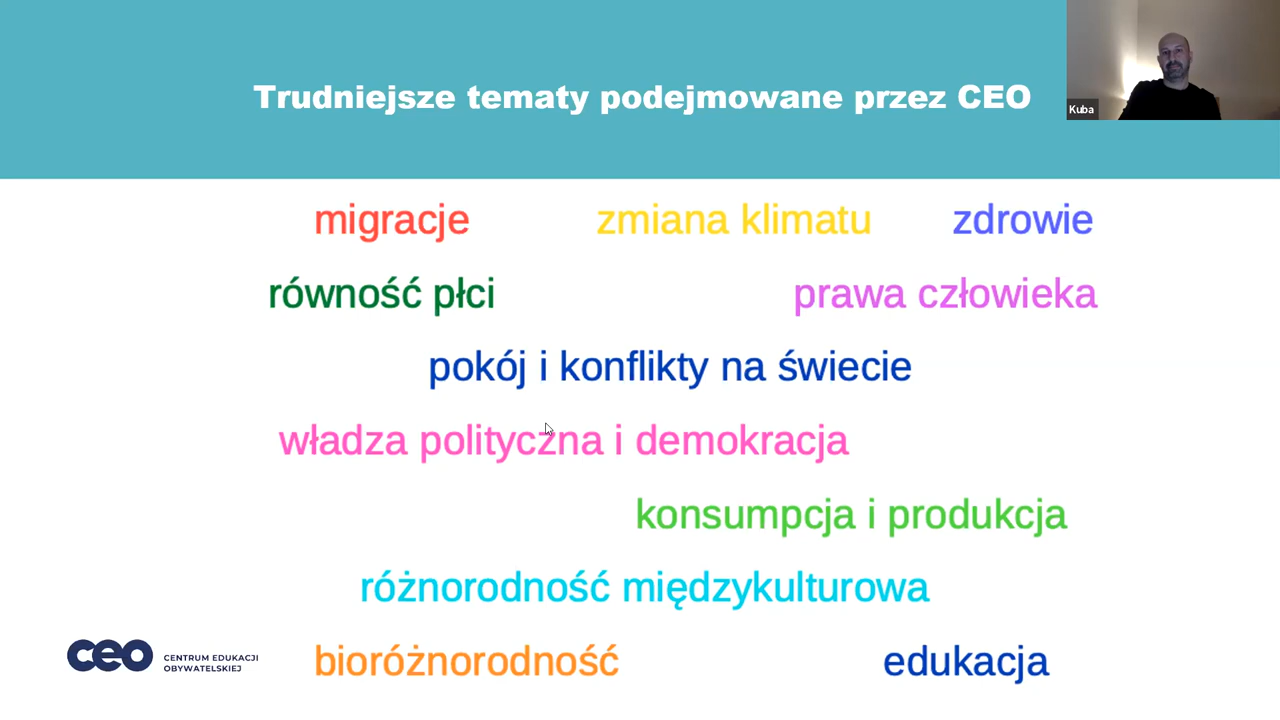 Trudniejsze tematy podejmowane przez CEO
Kuba
migracje
zmiana klimatu
zdrowie
równość płci
prawa człowieka
pokój i konflikty na świecie
władza polityczna i demokracja
konsumpcja i produkcja
różnorodność międzykulturowa
bioróżnorodność
edukacja
ceo
CENTRUM EDUKACJI
OBYWATELSKIEJ